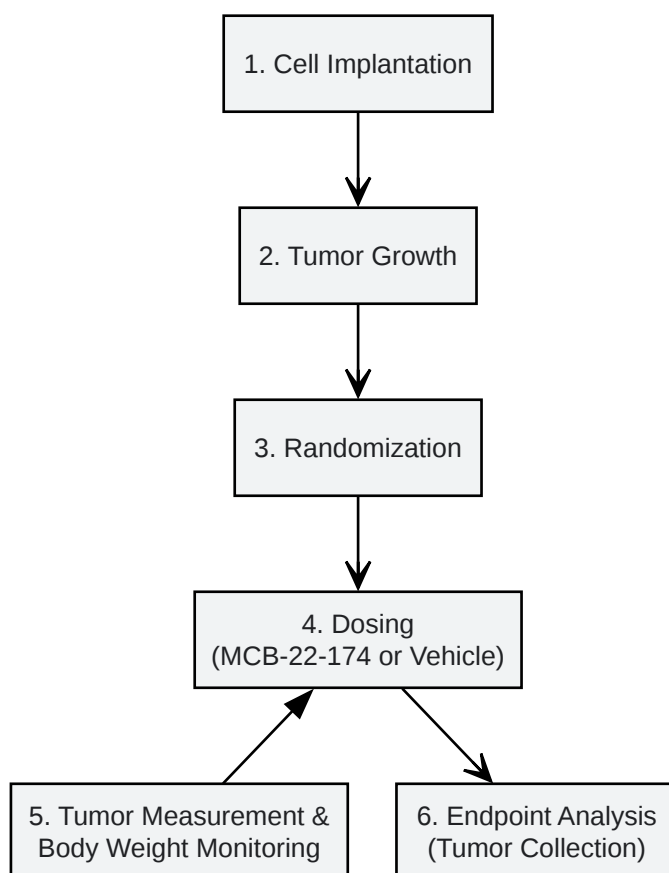 1. Cell Implantation
2. Tumor Growth
3. Randomization
4. Dosing
(MCB-22-174 or Vehicle)
5. Tumor Measurement &
Body Weight Monitoring
6. Endpoint Analysis
(Tumor Collection)